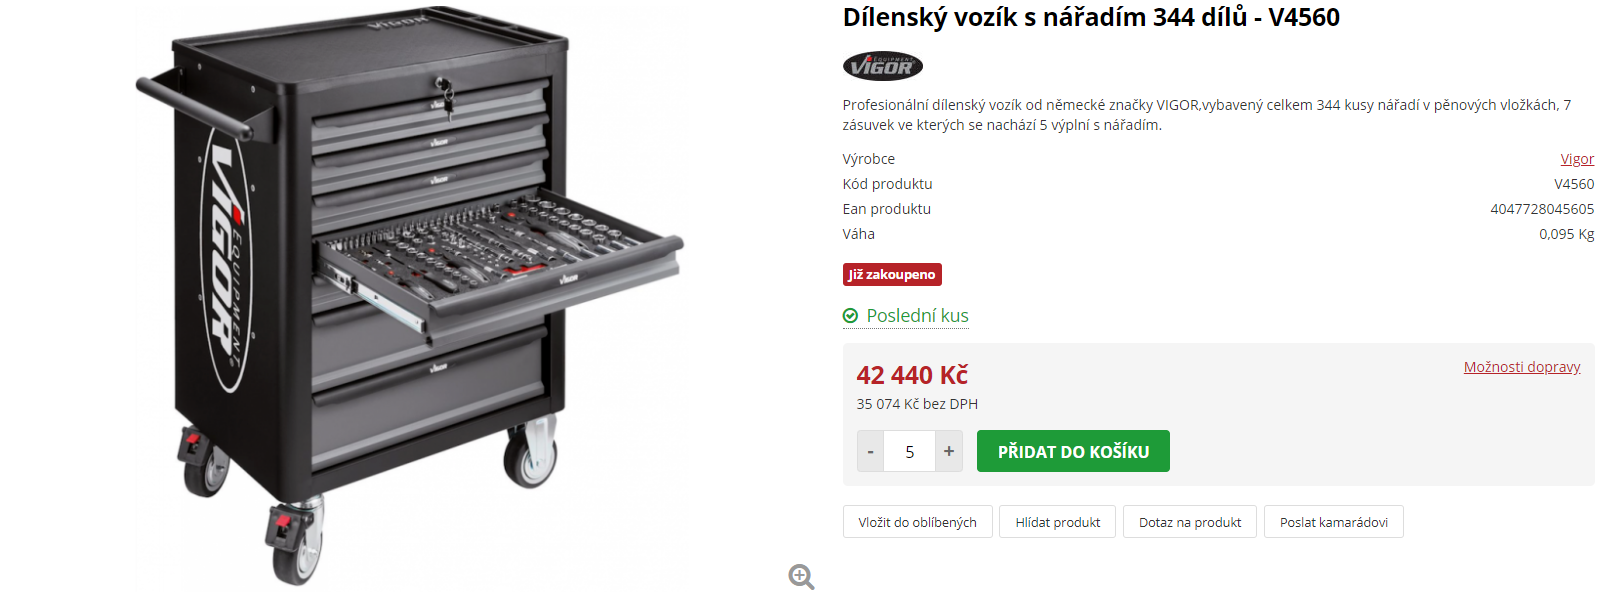 VIGOR
VIGOR EQUIPMENT
VIGOR
Dílenský vozík s nářadím 344 dílů - V4560
EQUIPMENT
VIGOR
Profesionální dílenský vozík od německé značky VIGOR,vybavený celkem 344 kusy nářadí v pěnových vložkách, 7
zásuvek ve kterých se nachází 5 výplní s nářadím.
Výrobce Vigor
Kód produktu V4560
Ean produktu 4047728045605
Váha 0,095 Kg
Již zakoupeno
Poslední kus
42 440 Kč Možnosti dopravy
35 074 Kč bez DPH
- 5 + PŘIDAT DO KOŠÍKU
Vložit do oblíbených Hlídat produkt Dotaz na produkt Poslat kamarádovi